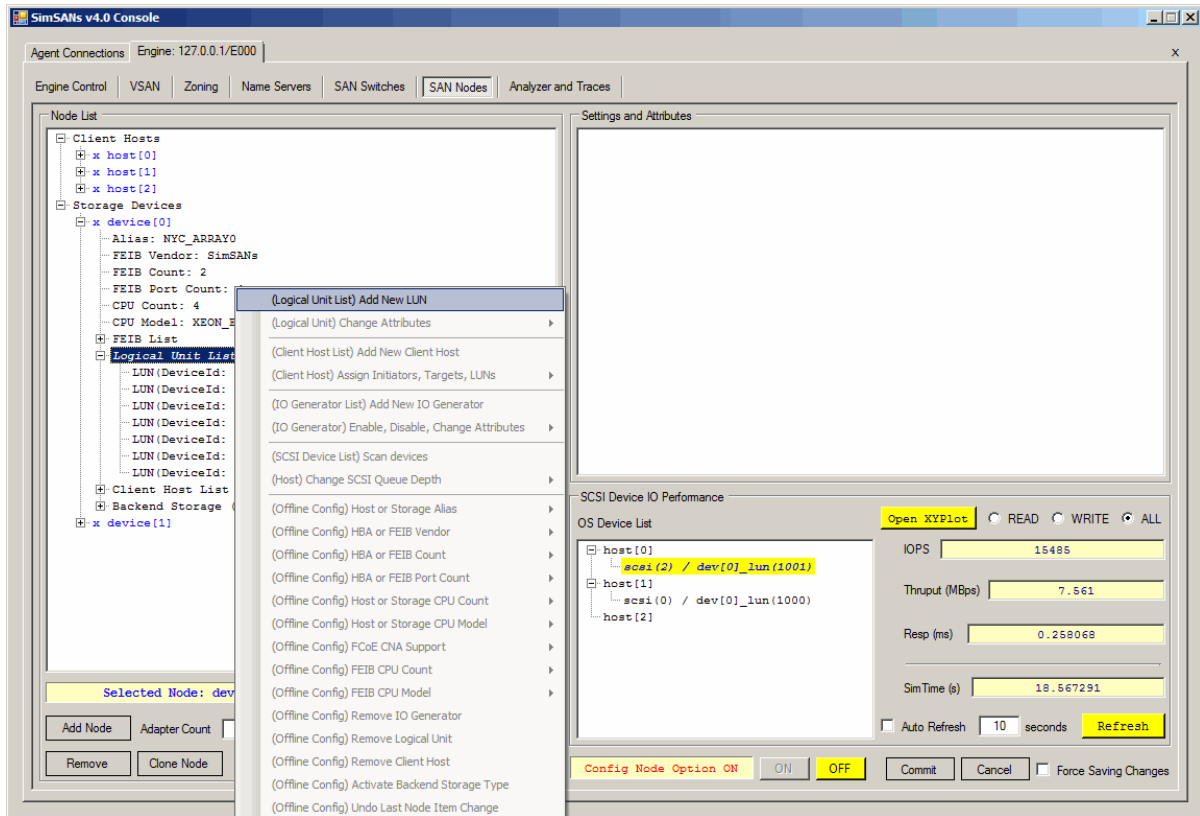 SimSANs v4.0 Console
Agent Connections
Engine: 127.0.0.1/E000
x
Engine Control
VSAN
Zoning
Name Servers
SAN Switches
SAN Nodes
Analyzer and Traces
Node List
Client Hosts
x host[0]
x host[1]
x host[2]
Storage Devices
x device[0]
Alias: NYC_ARRAY0
FEIB Vendor: SimSANs
FEIB Count: 2
FEIB Port Count:
CPU Count: 4
CPU Model: XEON_
FEIB List
Logical Unit List
LUN(DeviceId:
LUN(DeviceId:
LUN(DeviceId:
LUN(DeviceId:
LUN(DeviceId:
LUN(DeviceId:
LUN(DeviceId:
Client Host List
Backend Storage (
x device[1]
Selected Node: dev
Add Node
Adapter Count
Remove
Clone Node
(Logical Unit List) Add New LUN
(Logical Unit) Change Attributes
(Client Host List) Add New Client Host
(Client Host) Assign Initiators, Targets, LUNs
(IO Generator List) Add New IO Generator
(IO Generator) Enable, Disable, Change Attributes
(SCSI Device List) Scan devices
(Host) Change SCSI Queue Depth
(Offline Config) Host or Storage Alias
(Offline Config) HBA or FEIB Vendor
(Offline Config) HBA or FEIB Count
(Offline Config) HBA or FEIB Port Count
(Offline Config) Host or Storage CPU Count
(Offline Config) Host or Storage CPU Model
(Offline Config) FCoE CNA Support
(Offline Config) FEIB CPU Count
(Offline Config) FEIB CPU Model
(Offline Config) Remove IO Generator
(Offline Config) Remove Logical Unit
(Offline Config) Remove Client Host
(Offline Config) Activate Backend Storage Type
(Offline Config) Undo Last Node Item Change
Settings and Attributes
SCSI Device IO Perfomance
OS Device List
host[0]
scsi(2) / dev[0]_lun(1001)
host[1]
scsi(0) / dev[0]_lun(1000)
host[2]
Open XYPlot
READ
WRITE
ALL
IOPS
15485
Thruput (MBps)
7.561
Resp (ms)
0.258068
SimTime (s)
18.567291
Auto Refresh
10
seconds
Refresh
Config Node Option ON
ON
OFF
Commit
Cancel
Force Saving Changes